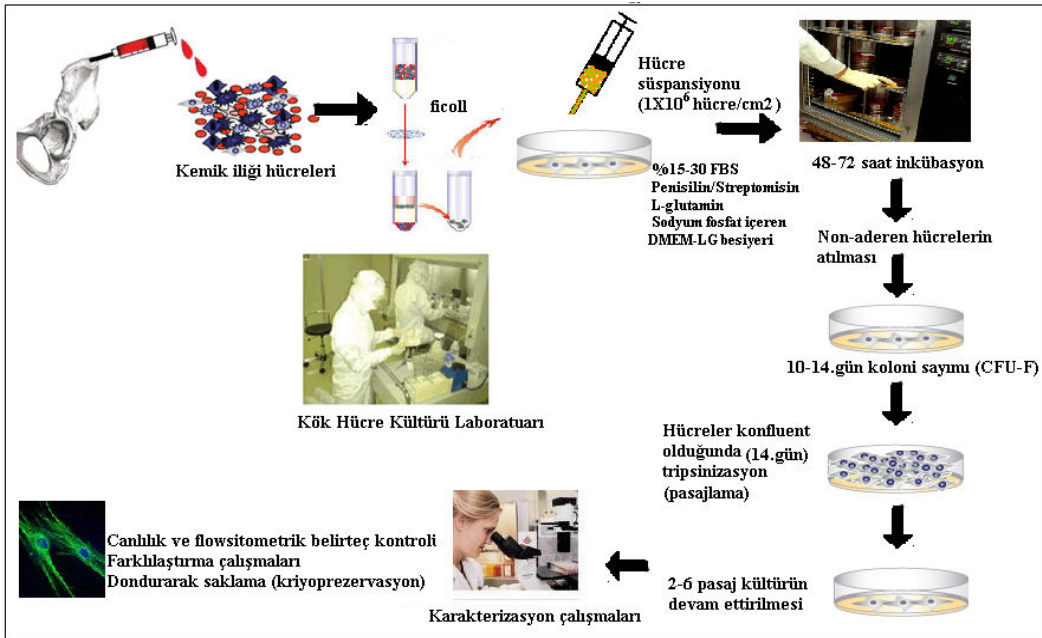 Kemik iliği hücreleri
ficoll
Hücre
süspansiyonu
(1X10⁶ hücre/cm2 )
%15-30 FBS
Penisilin/Streptomisin
L-glutamin
Sodyum fosfat içeren
DMEM-LG besiyeri
48-72 saat inkübasyon
Non-aderen hücrelerin
atılması
10-14.gün koloni sayımı (CFU-F)
Kök Hücre Kültürü Laboratuarı
Hücreler konfluent
olduğunda (14.gün)
tripsinizasyon
(pasajlama)
2-6 pasaj kültürün
devam ettirilmesi
Karakterizasyon çalışmaları
Canlılık ve flowsitometrik belirteç kontroli
Farklılaştırma çalışmaları
Dondurarak saklama (kriyoprezervasyon)